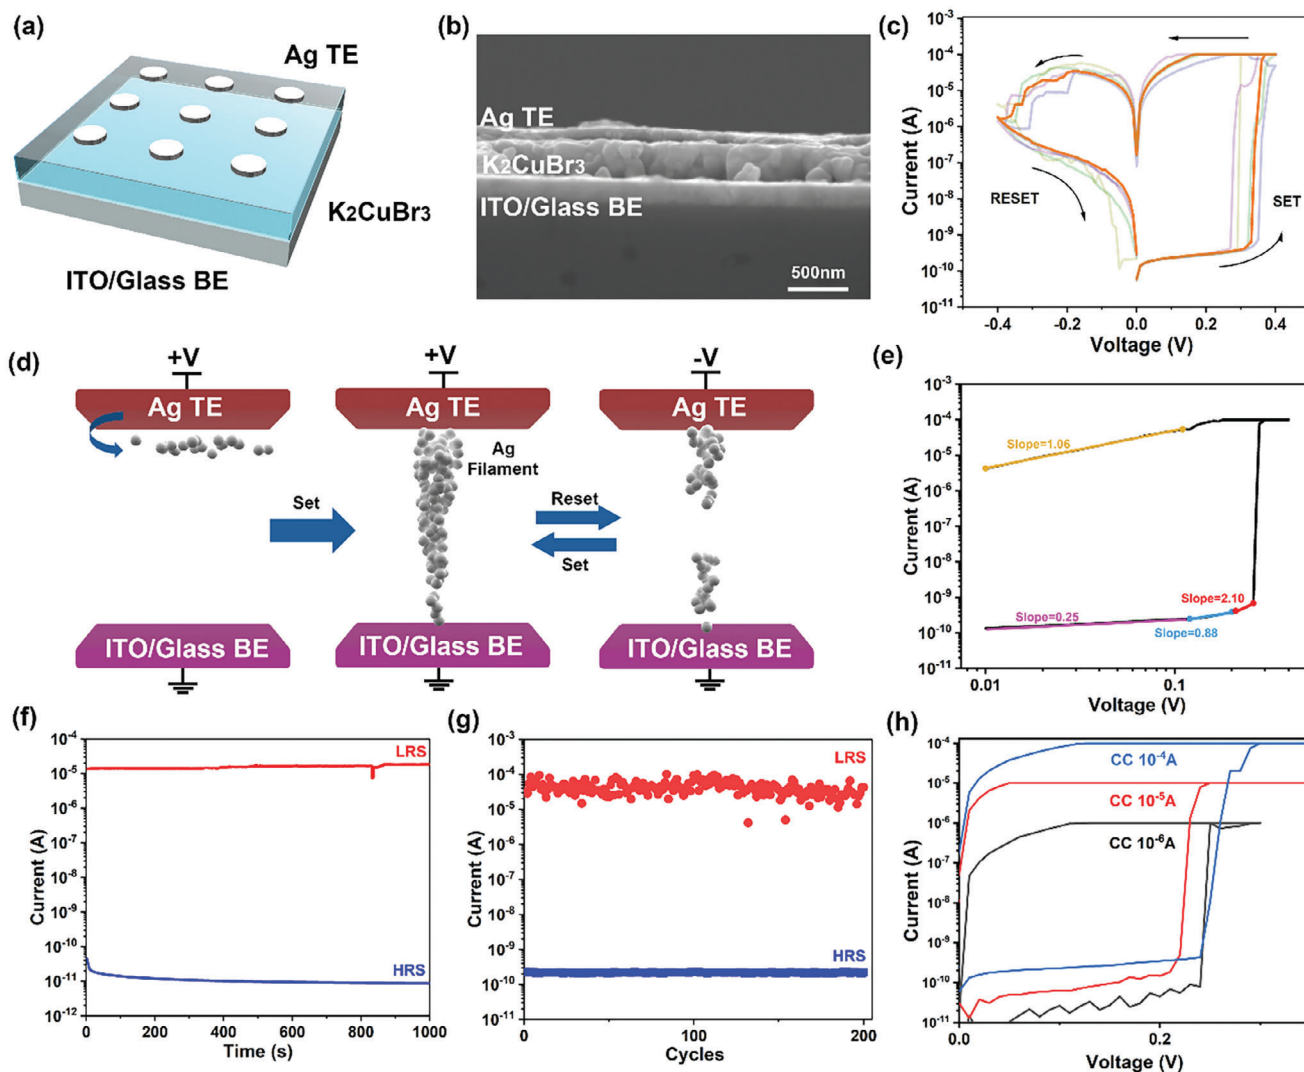 (a)
Ag TE
K2CuBr3
ITO/Glass BE
(b)
Ag TE
K2CuBr3
ITO/Glass BE
500nm
(c)
10-3
10-4
10-5
10-6
10-7
10-8
10-9
10-10
10-11
Current (A)
RESET
SET
-0.4
-0.2
0.0
0.2
0.4
Voltage (V)
(d)
+V
Ag TE
ITO/Glass BE
Set
+V
Ag TE
Ag
Filament
ITO/Glass BE
Reset
Set
-V
Ag TE
ITO/Glass BE
(e)
10-3
10-4
10-5
10-6
10-7
10-8
10-9
10-10
10-11
Current (A)
Slope=1.06
Slope=2.10
Slope=0.25
Slope=0.88
0.01
0.1
Voltage (V)
(f)
10-4
10-5
10-6
10-7
10-8
10-9
10-10
10-11
10-12
Current (A)
LRS
HRS
0
200
400
600
800
1000
Time (s)
(g)
10-3
10-4
10-5
10-6
10-7
10-8
10-9
10-10
10-11
Current (A)
LRS
HRS
0
100
200
Cycles
(h)
10-4
10-5
10-6
10-7
10-8
10-9
10-10
10-11
Current (A)
CC 10-4A
CC 10-5A
CC 10-6A
0.0
0.2
Voltage (V)